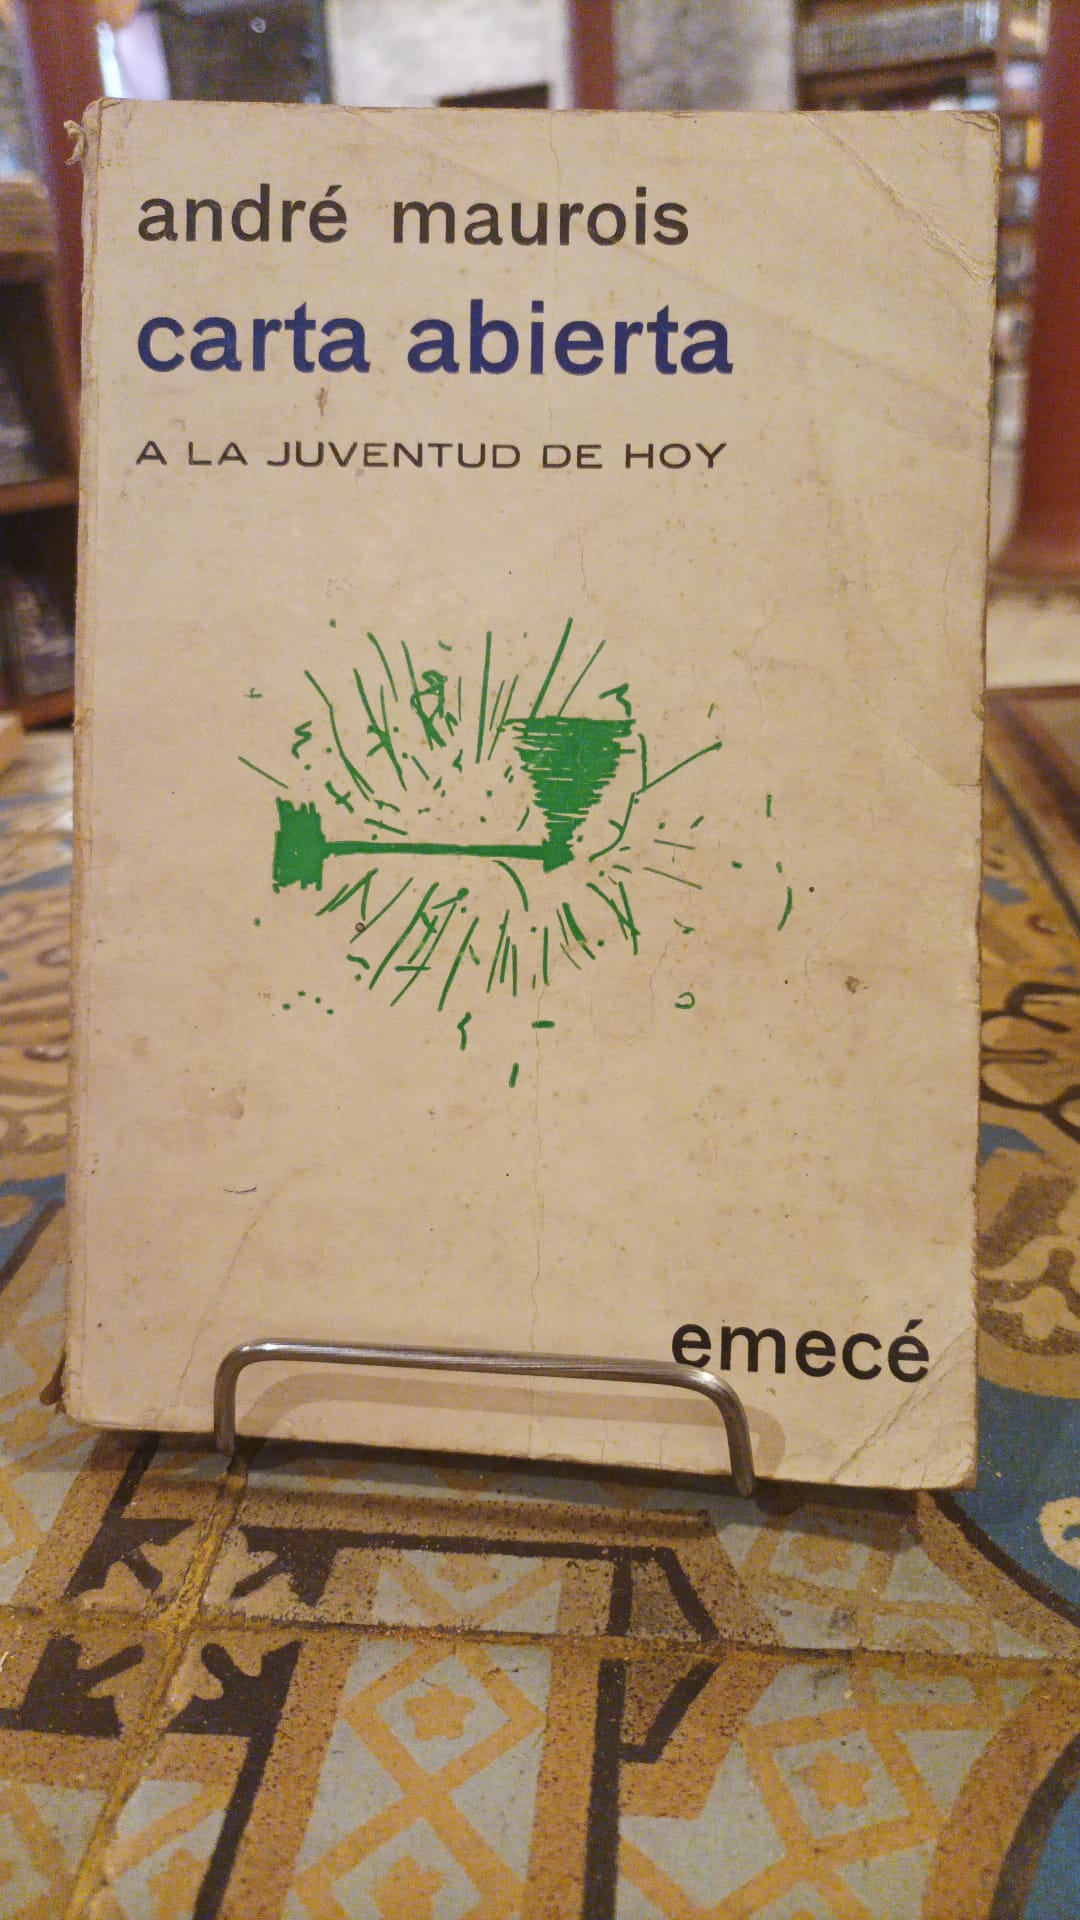 andré maurois
carta abierta
A LA JUVENTUD DE HOY
emecé